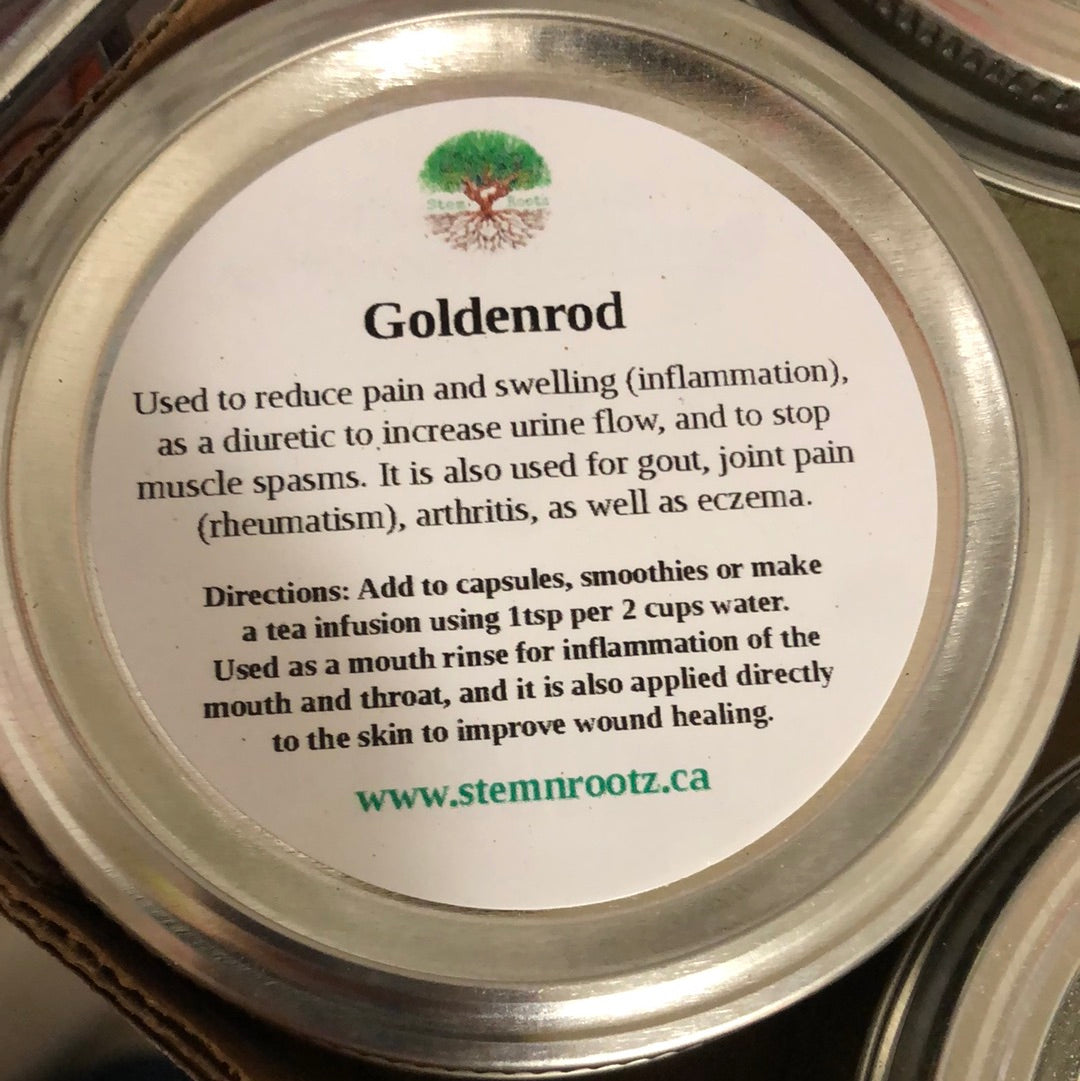 Stem Roots
Goldenrod
Used to reduce pain and swelling (inflammation),
as a diuretic to increase urine flow, and to stop
muscle spasms. It is also used for gout, joint pain
(rheumatism), arthritis, as well as eczema.
Directions: Add to capsules, smoothies or make
a tea infusion using 1tsp per 2 cups water.
Used as a mouth rinse for inflammation of the
mouth and throat, and it is also applied directly
to the skin to improve wound healing.
www.stemnrootz.ca